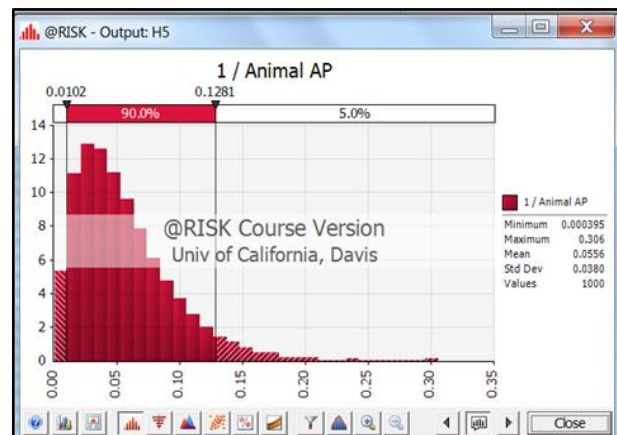 @RISK - Output: H5
1 / Animal AP
0.0102 0.1281
90.0% 5.0%
14
12
10
8
6
4
2
0
@RISK Course Version
Univ of California, Davis
0.00 0.05 0.10 0.15 0.20 0.25 0.30 0.35
1 / Animal AP
Minimum 0.000395
Maximum 0.306
Mean 0.0556
Std Dev 0.0380
Values 1000
Close